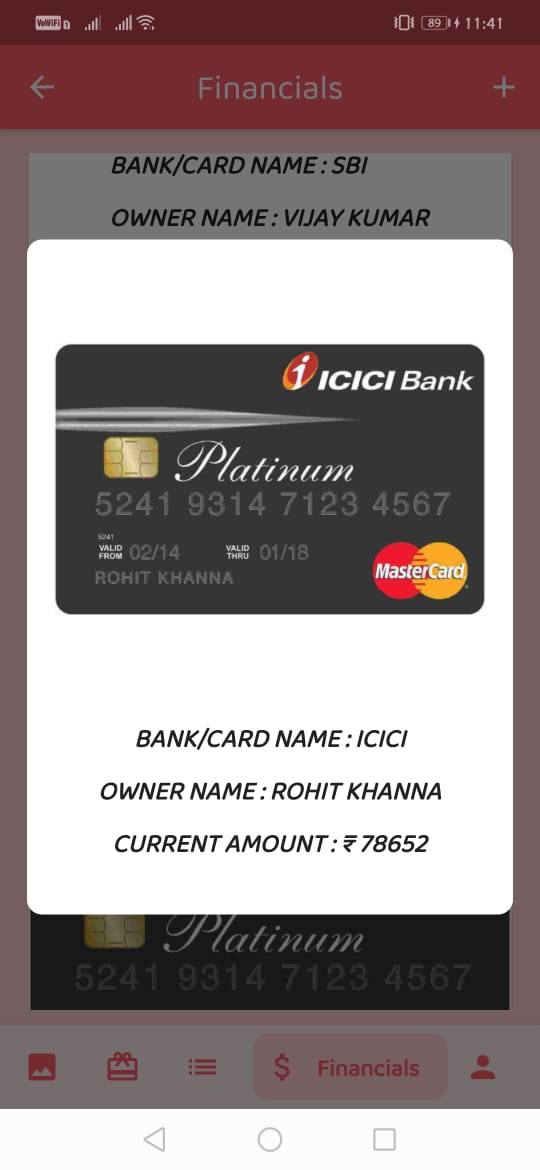 VoWiFi 1 89 11:41
Financials
BANK/CARD NAME : SBI
OWNER NAME : VIJAY KUMAR
i ICICI Bank
Platinum
5241 9314 7123 4567
5241
VALID FROM 02/14 VALID THRU 01/18
ROHIT KHANNA
MasterCard
BANK/CARD NAME : ICICI
OWNER NAME : ROHIT KHANNA
CURRENT AMOUNT : ₹ 78652
Platinum
5241 9314 7123 4567
$ Financials